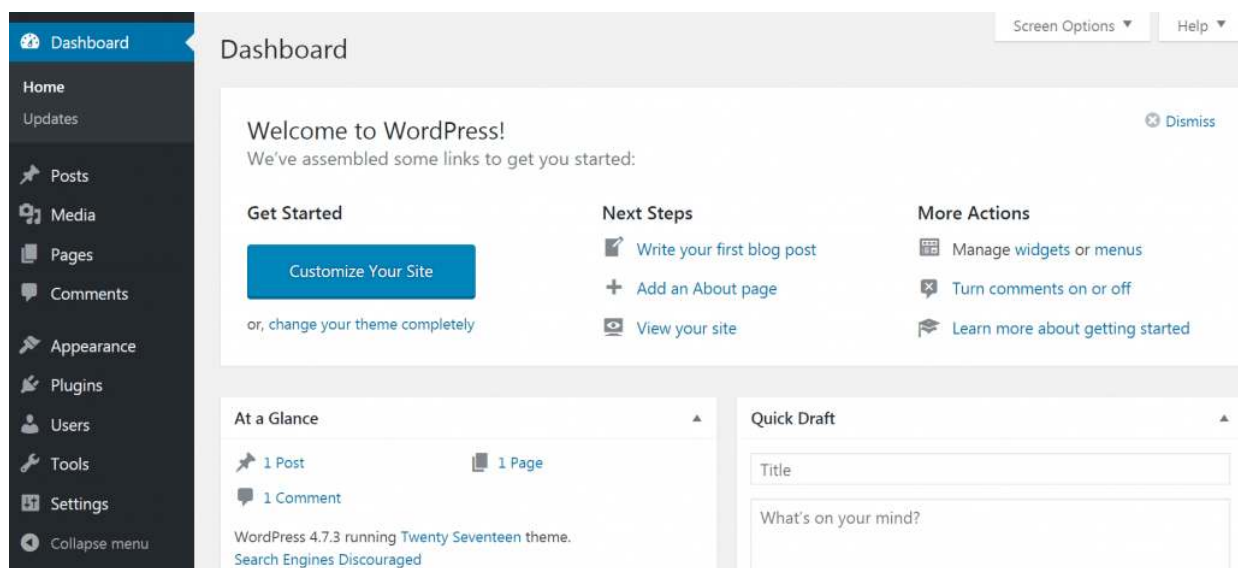 Screen Options
Help
Dashboard
Home
Updates
Posts
Media
Pages
Comments
Appearance
Plugins
Users
Tools
Settings
Collapse menu
Dashboard
Welcome to WordPress!
We've assembled some links to get you started:
Dismiss
Get Started
Customize Your Site
or, change your theme completely
Next Steps
Write your first blog post
Add an About page
View your site
More Actions
Manage widgets or menus
Turn comments on or off
Learn more about getting started
At a Glance
1 Post
1 Page
1 Comment
WordPress 4.7.3 running Twenty Seventeen theme.
Search Engines Discouraged
Quick Draft
Title
What's on your mind?